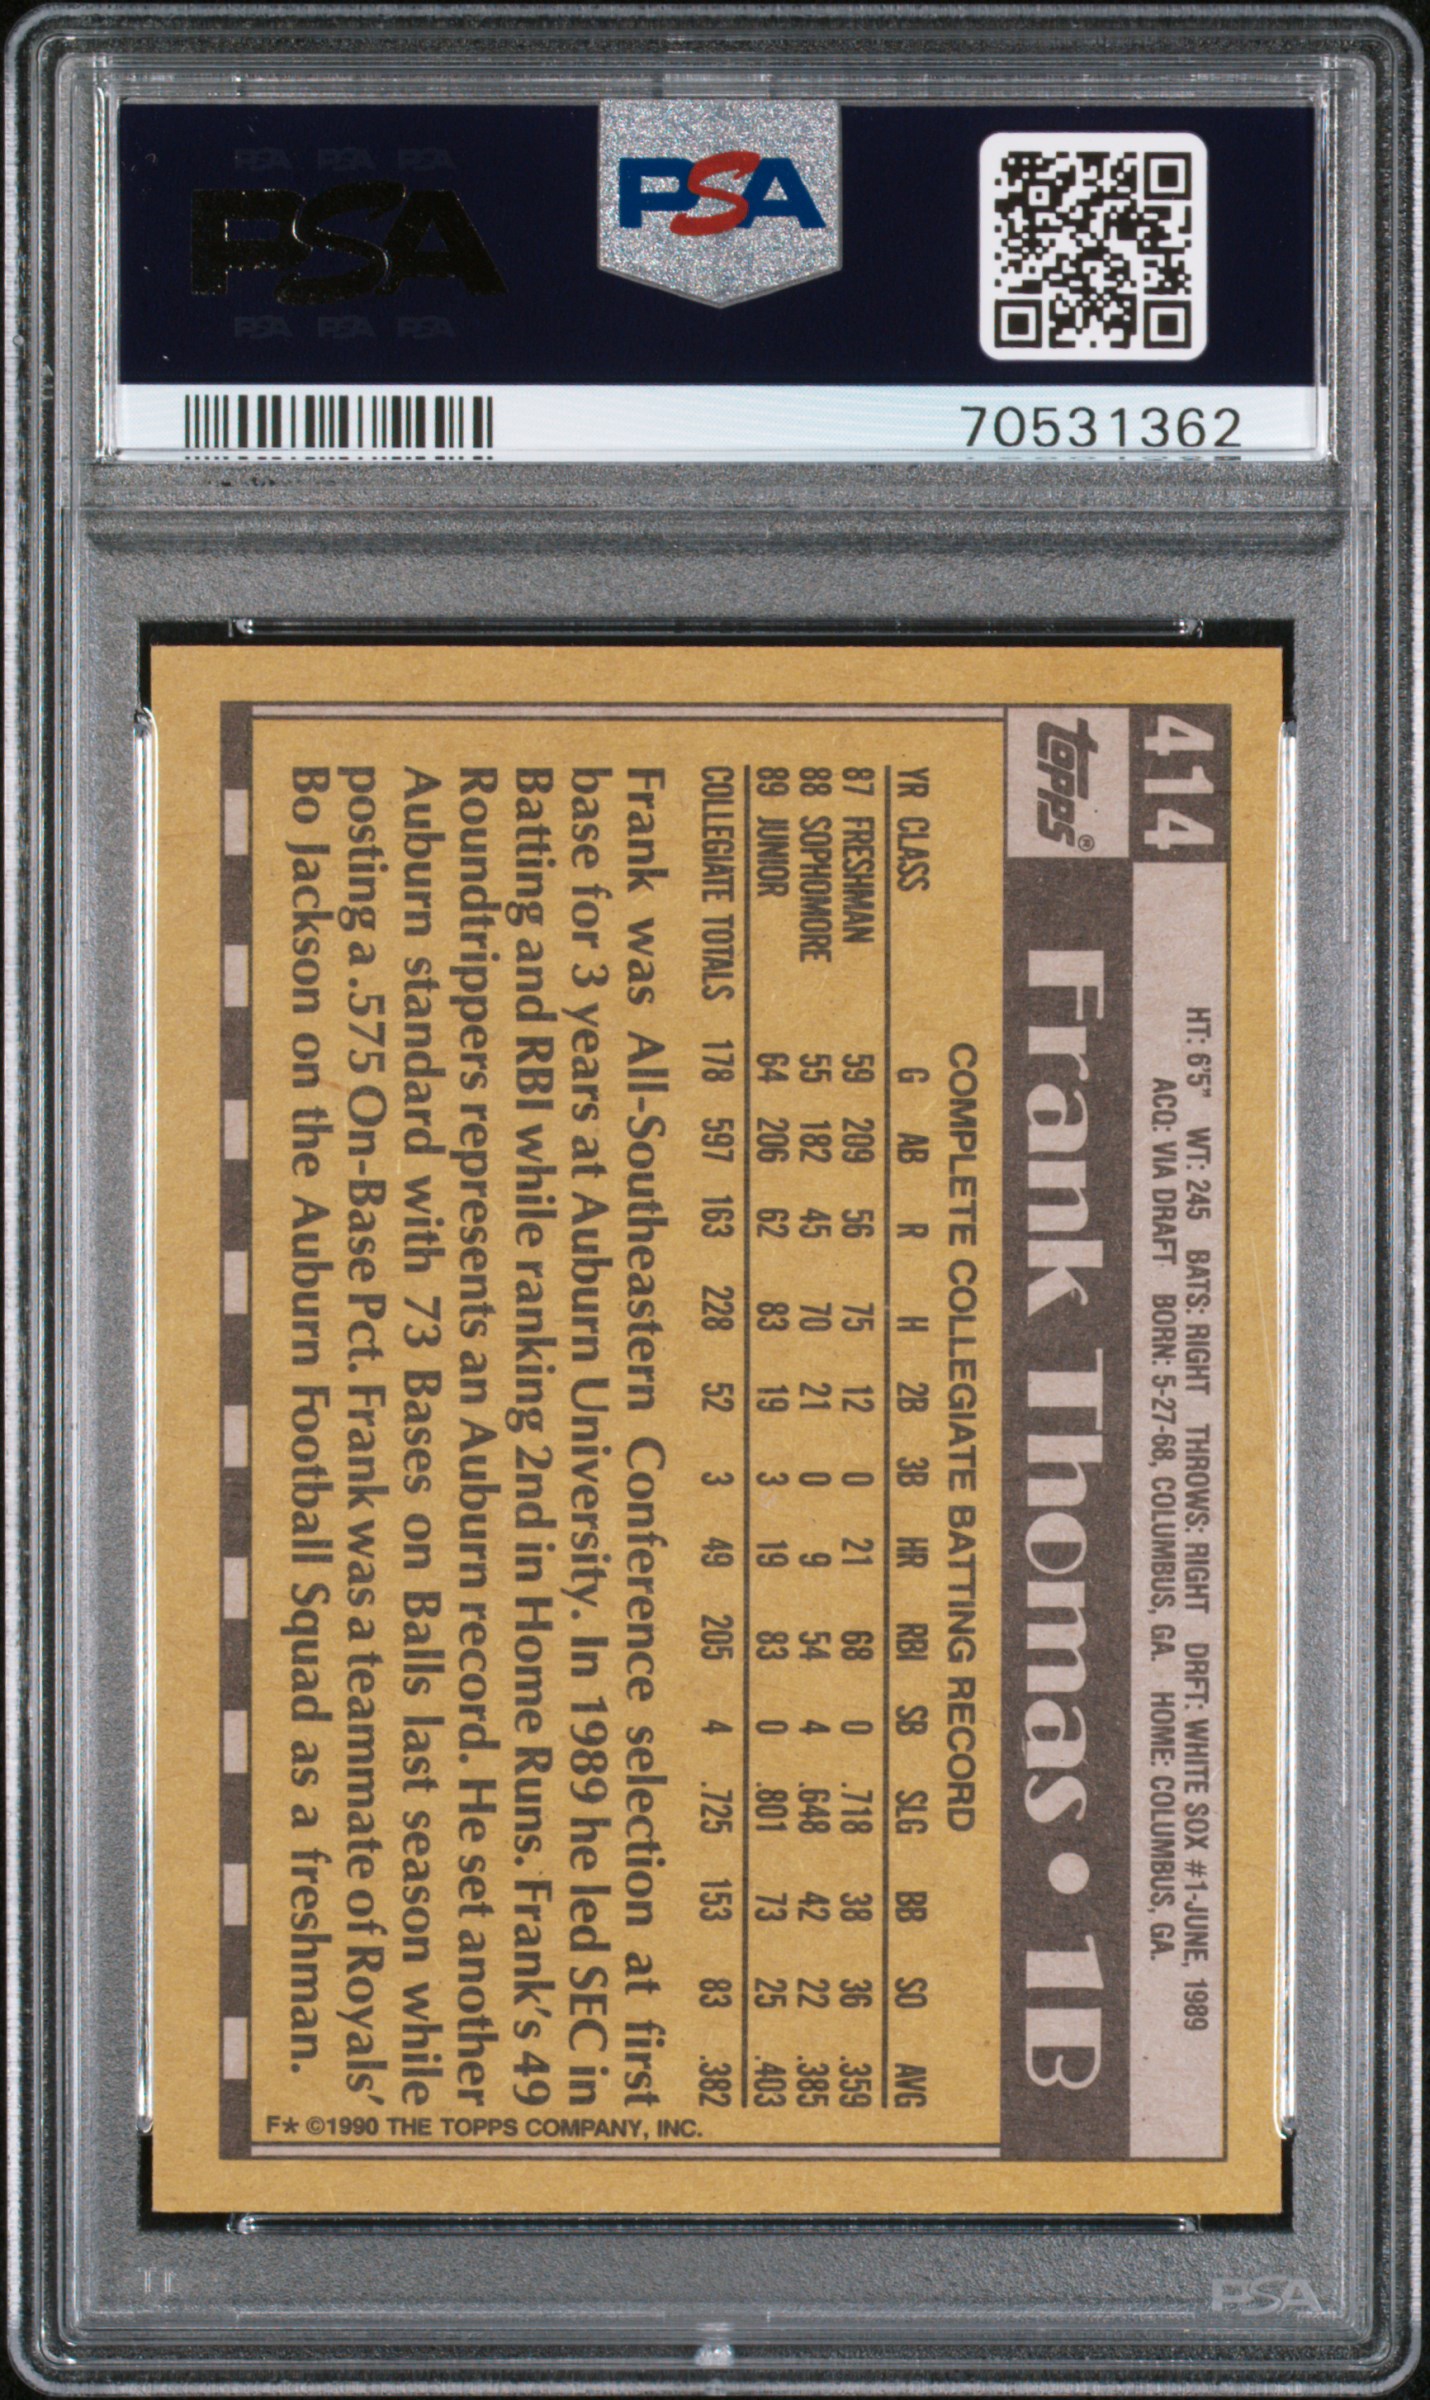 PSA PSA PSA
PSA
PSA PSA PSA
PSA
70531362
414
HT: 6'5" WT: 245 BATS: RIGHT THROWS: RIGHT DRFT: WHITE SOX #1-JUNE, 1989
ACQ: VIA DRAFT BORN: 5-27-68, COLUMBUS, GA. HOME: COLUMBUS, GA.
topps® Frank Thomas • 1B
COMPLETE COLLEGIATE BATTING RECORD
YR CLASS G AB R H 2B 3B HR RBI SB SLG BB SO AVG
87 FRESHMAN 59 209 56 75 12 0 21 68 0 .718 38 36 .359
88 SOPHOMORE 55 182 45 70 21 0 9 54 4 .648 42 22 .385
89 JUNIOR 64 206 62 83 19 3 19 83 0 .801 73 25 .403
COLLEGIATE TOTALS 178 597 163 228 52 3 49 205 4 .725 153 83 .382
Frank was All-Southeastern Conference selection at first
base for 3 years at Auburn University. In 1989 he led SEC in
Batting and RBI while ranking 2nd in Home Runs. Frank's 49
Roundtrippers represents an Auburn record. He set another
Auburn standard with 73 Bases on Balls last season while
posting a .575 On-Base Pct. Frank was a teammate of Royals'
Bo Jackson on the Auburn Football Squad as a freshman.
F* ©1990 THE TOPPS COMPANY, INC.
PSA